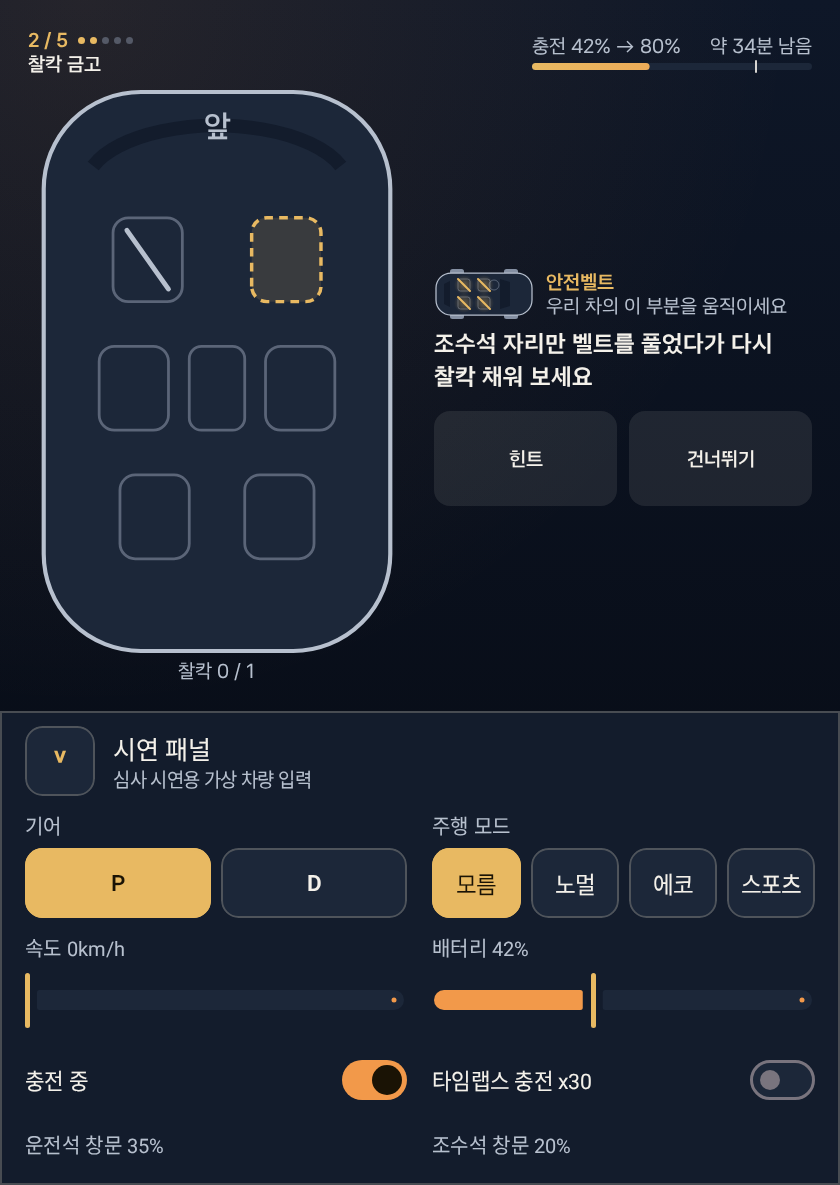 2 / 5
찰칵 금고
충전 42% → 80% 약 34분 남음
앞
안전벨트
우리 차의 이 부분을 움직이세요
조수석 자리만 벨트를 풀었다가 다시
찰칵 채워 보세요
힌트 건너뛰기
찰칵 0 / 1
v
시연 패널
심사 시연용 가상 차량 입력
기어 주행 모드
P D 모름 노멀 에코 스포츠
속도 0km/h 배터리 42%
충전 중 타임랩스 충전 x30
운전석 창문 35% 조수석 창문 20%